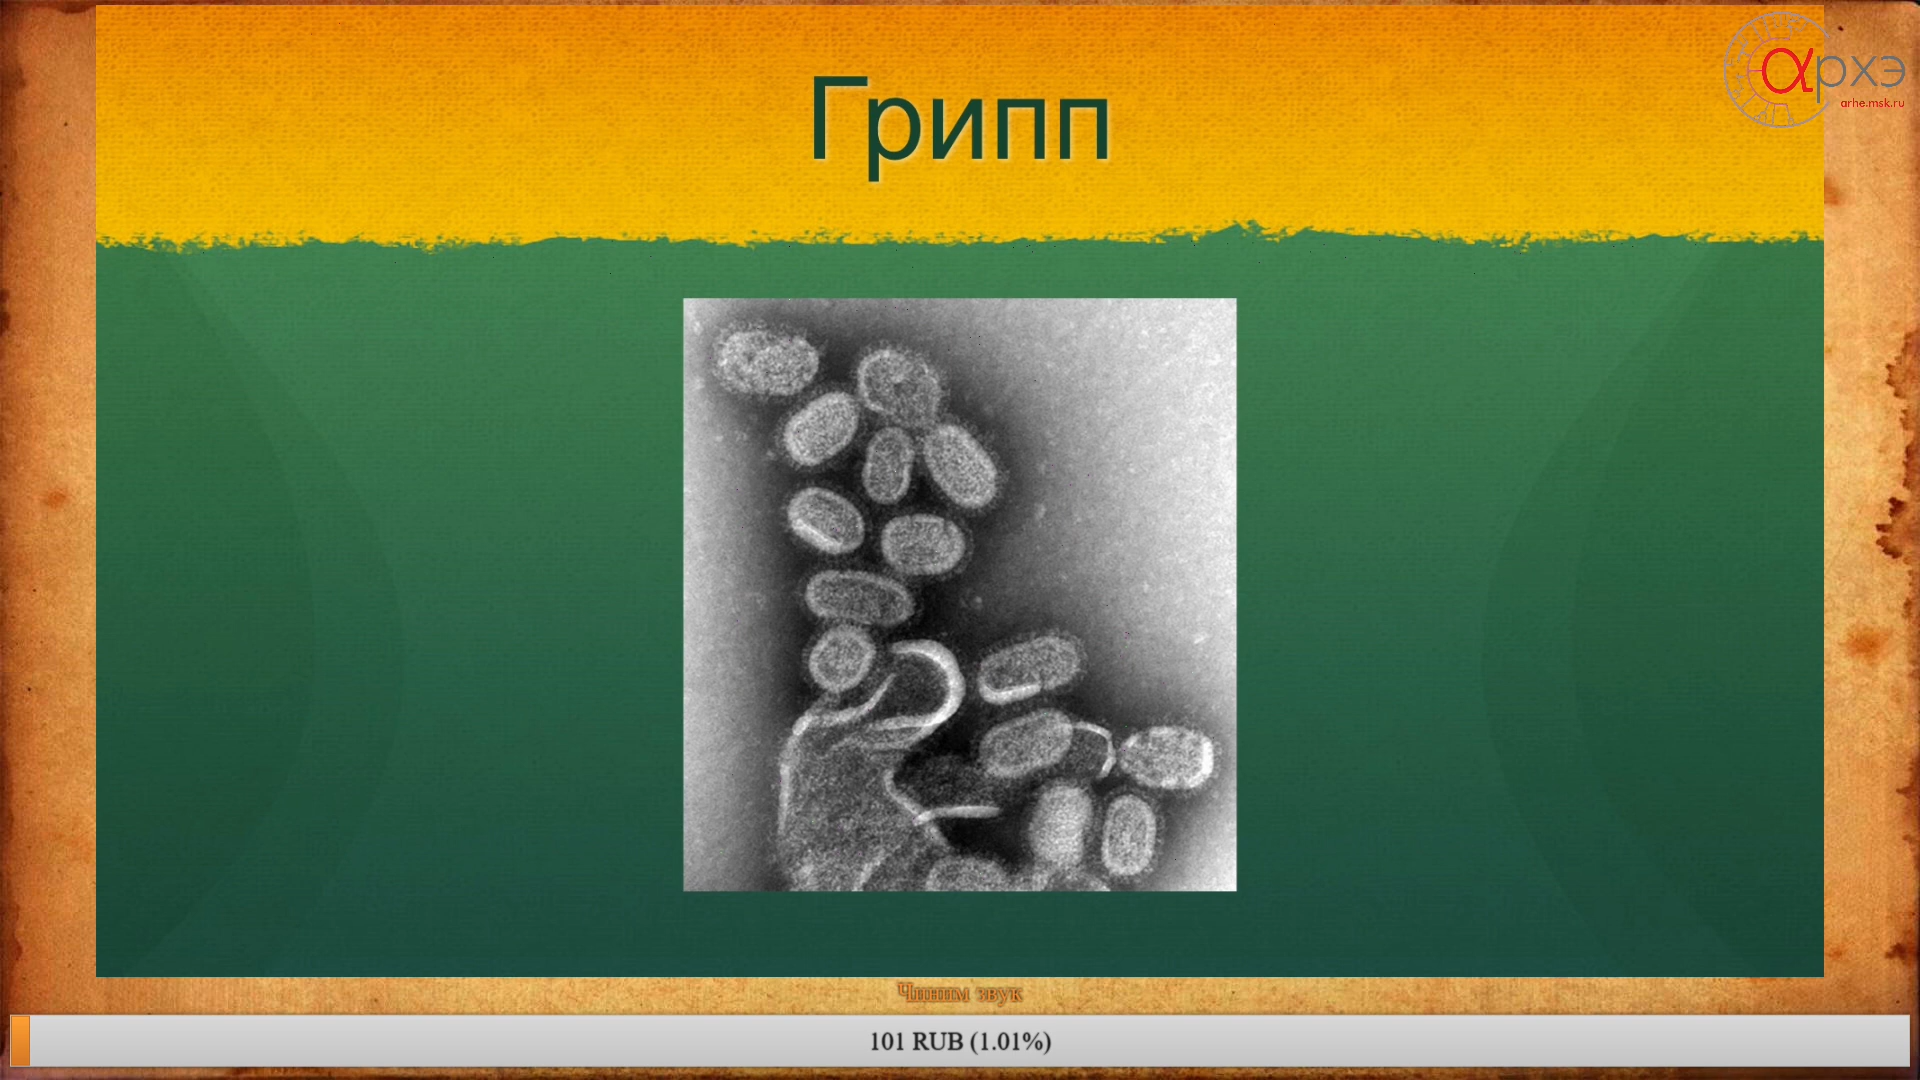 Грипп
αрхэ
arhe.msk.ru
Чиним звук
101 RUB (1.01%)